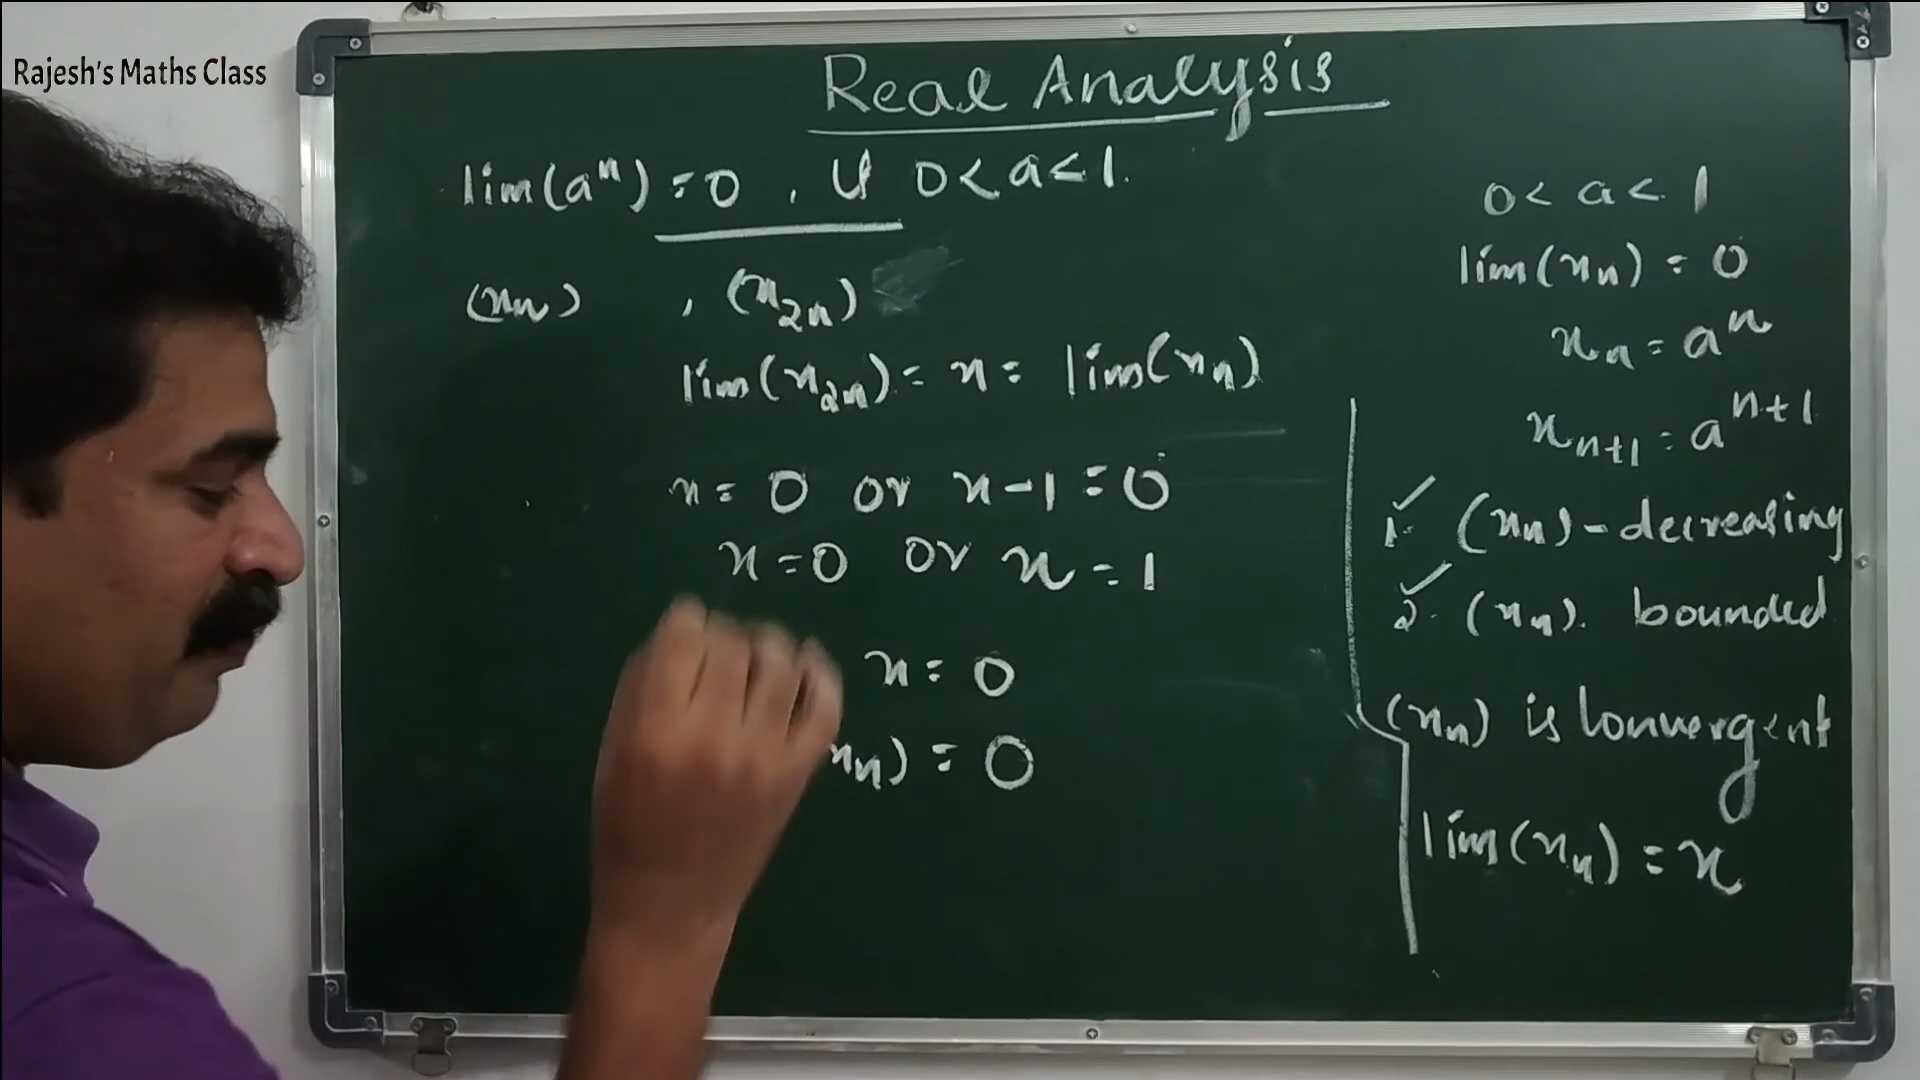 Rajesh's Maths Class
Real Analysis
lim(aⁿ) = 0, if 0 < a < 1.
(xₙ) , (x₂ₙ)
lim(x₂ₙ) = x = lim(xₙ)
x = 0 or x - 1 = 0
x = 0 or x = 1
x = 0
xₙ) = 0
0 < a < 1
lim(xₙ) = 0
xₙ = aⁿ
xₙ₊₁ = aⁿ⁺¹
✓
1. (xₙ) - decreasing
✓
2. (xₙ). bounded
(xₙ) is Convergent
lim(xₙ) = x